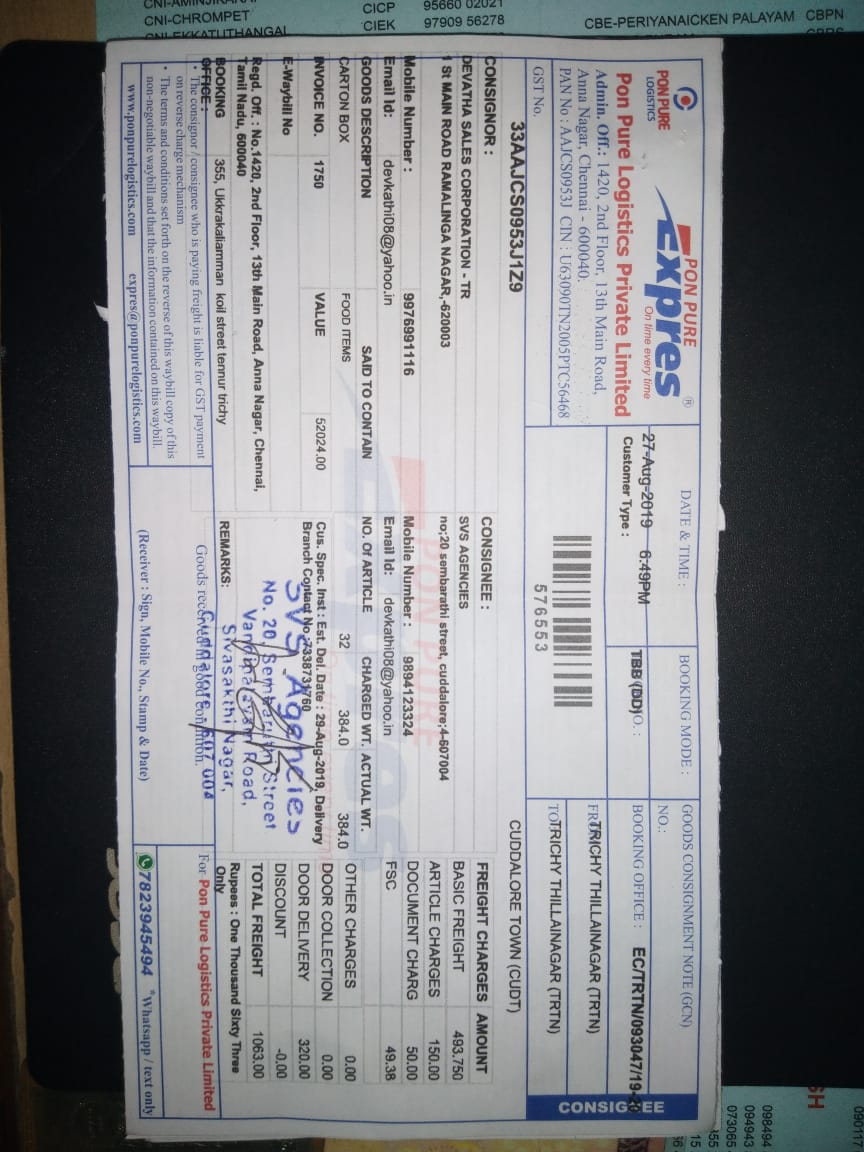 PON PURE
LOGISTICS
PON PURE
Expres ®
On time every time
Pon Pure Logistics Private Limited
Admin. Off.: 1420, 2nd Floor, 13th Main Road,
Anna Nagar, Chennai - 600040.
PAN No : AAJCS0953J CIN : U63090TN2005PTC56468
GST No.
33AAJCS0953J1Z9
DATE & TIME :
27-Aug-2019 6:49PM
Customer Type :
BOOKING MODE :
TBB (DD)
576553
GOODS CONSIGNMENT NOTE (GCN)
NO.:
EC/TRTN/093047/19-20
BOOKING OFFICE :
TRICHY THILLAINAGAR (TRTN)
TO
TRICHY THILLAINAGAR (TRTN)
CUDDALORE TOWN (CUDT)
CONSIGNEE
CONSIGNOR :
DEVATHA SALES CORPORATION - TR
1 St MAIN ROAD RAMALINGA NAGAR,-620003
Mobile Number : 9976991116
Email Id: devkathi08@yahoo.in
CONSIGNEE :
SVS AGENCIES
no;20 sembarathi street, cuddalore;4-607004
Mobile Number : 9894123324
Email Id: devkathi08@yahoo.in
GOODS DESCRIPTION SAID TO CONTAIN NO. Of ARTICLE CHARGED WT. ACTUAL WT.
CARTON BOX FOOD ITEMS 32 384.0 384.0
INVOICE NO. 1750 VALUE 52024.00
E-Waybill No
Cus. Spec. Inst : Est. Del. Date : 29-Aug-2019, Delivery
Branch Contact No :7338731760
FREIGHT CHARGES AMOUNT
BASIC FREIGHT 493.750
ARTICLE CHARGES 150.00
DOCUMENT CHARG 50.00
FSC 49.38
OTHER CHARGES 0.00
DOOR COLLECTION 0.00
DOOR DELIVERY 320.00
DISCOUNT -0.00
TOTAL FREIGHT 1063.00
Rupees : One Thousand Sixty Three
Only
Regd. Off. : No,1420, 2nd Floor, 13th Main Road, Anna Nagar, Chennai,
Tamil Nadu, 600040
BOOKING OFFICE : 355, Ukkrakaliamman koil street tennur trichy
• The consignor / consignee who is paying freight is liable for GST payment
on reverse charge mechanism
• The terms and conditions set forth on the reverse of this waybill copy of this
non-negotiable waybill and that the information contained on this waybill.
www.ponpurelogistics.com expres@ponpurelogistics.com
REMARKS:
Goods received in good condition.
SVS Agencies
No. 20, Sembarathi Street
Road,
Sivasakthi Nagar,
Cuddalore 607 004
(Receiver : Sign, Mobile No., Stamp & Date)
For Pon Pure Logistics Private Limited
7823945494 *Whatsapp / text only
CNI-CHROMPET
CICP 95660 02021
CIEK 97909 56278
CBE-PERIYANAICKEN PALAYAM CBPN
090117
098494
094943
073065